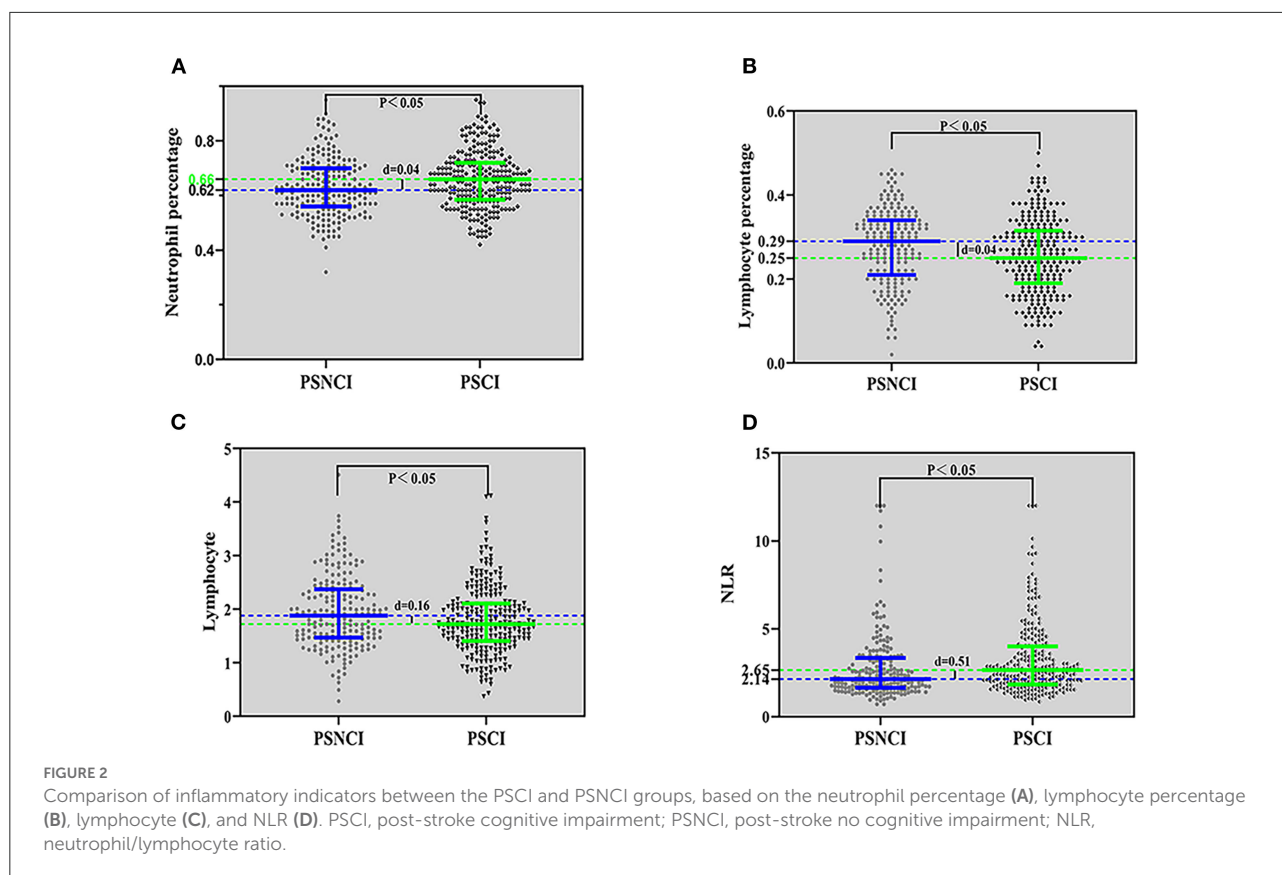 A
P< 0.05
Neutrophil percentage
0.8
d=0.04
0.66
0.62
0.4
0.0
PSNCI
PSCI
B
0.6
P< 0.05
Lymphocyte percentage
0.4
0.29
d=0.04
0.25
0.2
0.0
PSNCI
PSCI
C
5
P< 0.05
Lymphocyte
4
3
2
d=0.16
1
0
PSNCI
PSCI
D
15
P< 0.05
NLR
10
5
d=0.51
2.65
0
PSNCI
PSCI
FIGURE 2
Comparison of inflammatory indicators between the PSCI and PSNCI groups, based on the neutrophil percentage (A), lymphocyte percentage
(B), lymphocyte (C), and NLR (D). PSCI, post-stroke cognitive impairment; PSNCI, post-stroke no cognitive impairment; NLR,
neutrophil/lymphocyte ratio.